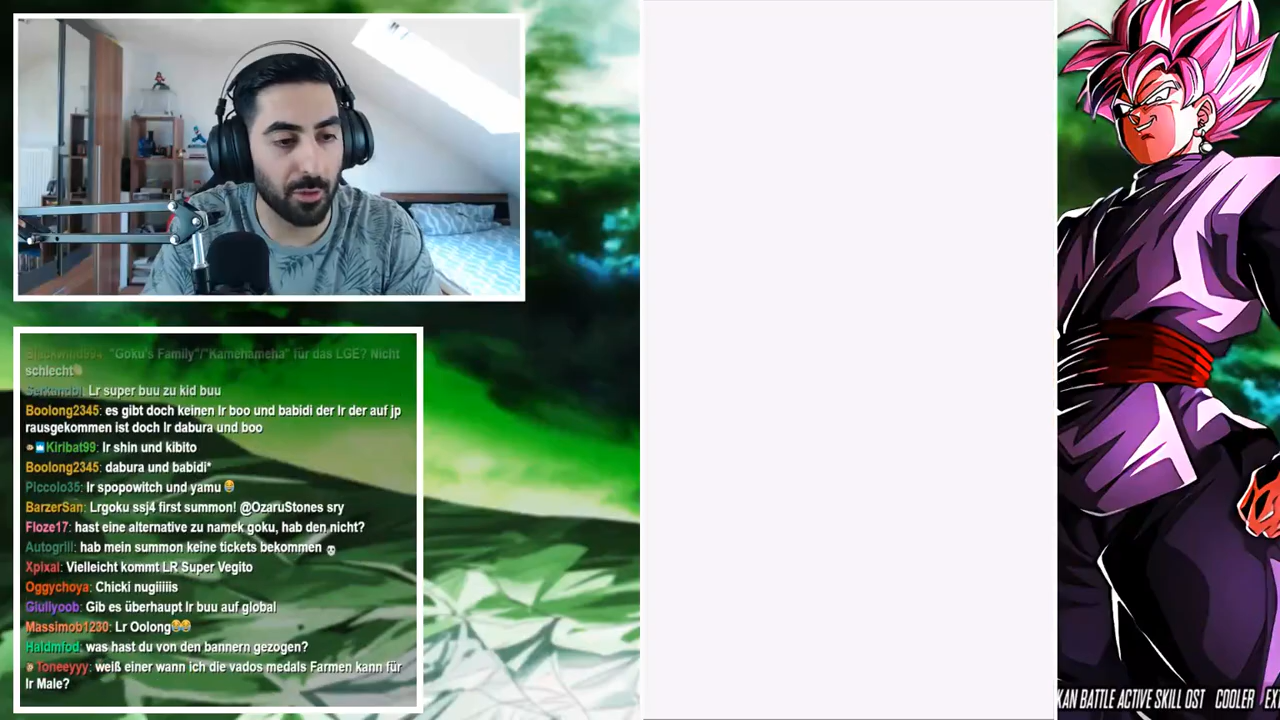 "Goku's Family"/"Kamehameha" für das LGE? Nicht
schlecht
Lr super buu zu kid buu
Boolong2345: es gibt doch keinen lr boo und babidi der lr der auf jp
rausgekommen ist doch lr dabura und boo
Kiribat99: lr shin und kibito
Boolong2345: dabura und babidi*
Piccolo35: lr spopowitch und yamu 😂
BarzerSan: Lrgoku ssj4 first summon! @OzaruStones sry
Floze17: hast eine alternative zu namek goku, hab den nicht?
Autogrill: hab mein summon keine tickets bekommen 💀
Xpixal: Vielleicht kommt LR Super Vegito
Oggychoya: Chicki nugiiiiis
Giuliyoob: Gib es überhaupt lr buu auf global
Massimob1230: Lr Oolong😂😂
Haldmfod: was hast du von den bannern gezogen?
Toneeyyy: weiß einer wann ich die vados medals Farmen kann für
lr Male?
KAN BATTLE ACTIVE SKILL OST COOLER EX